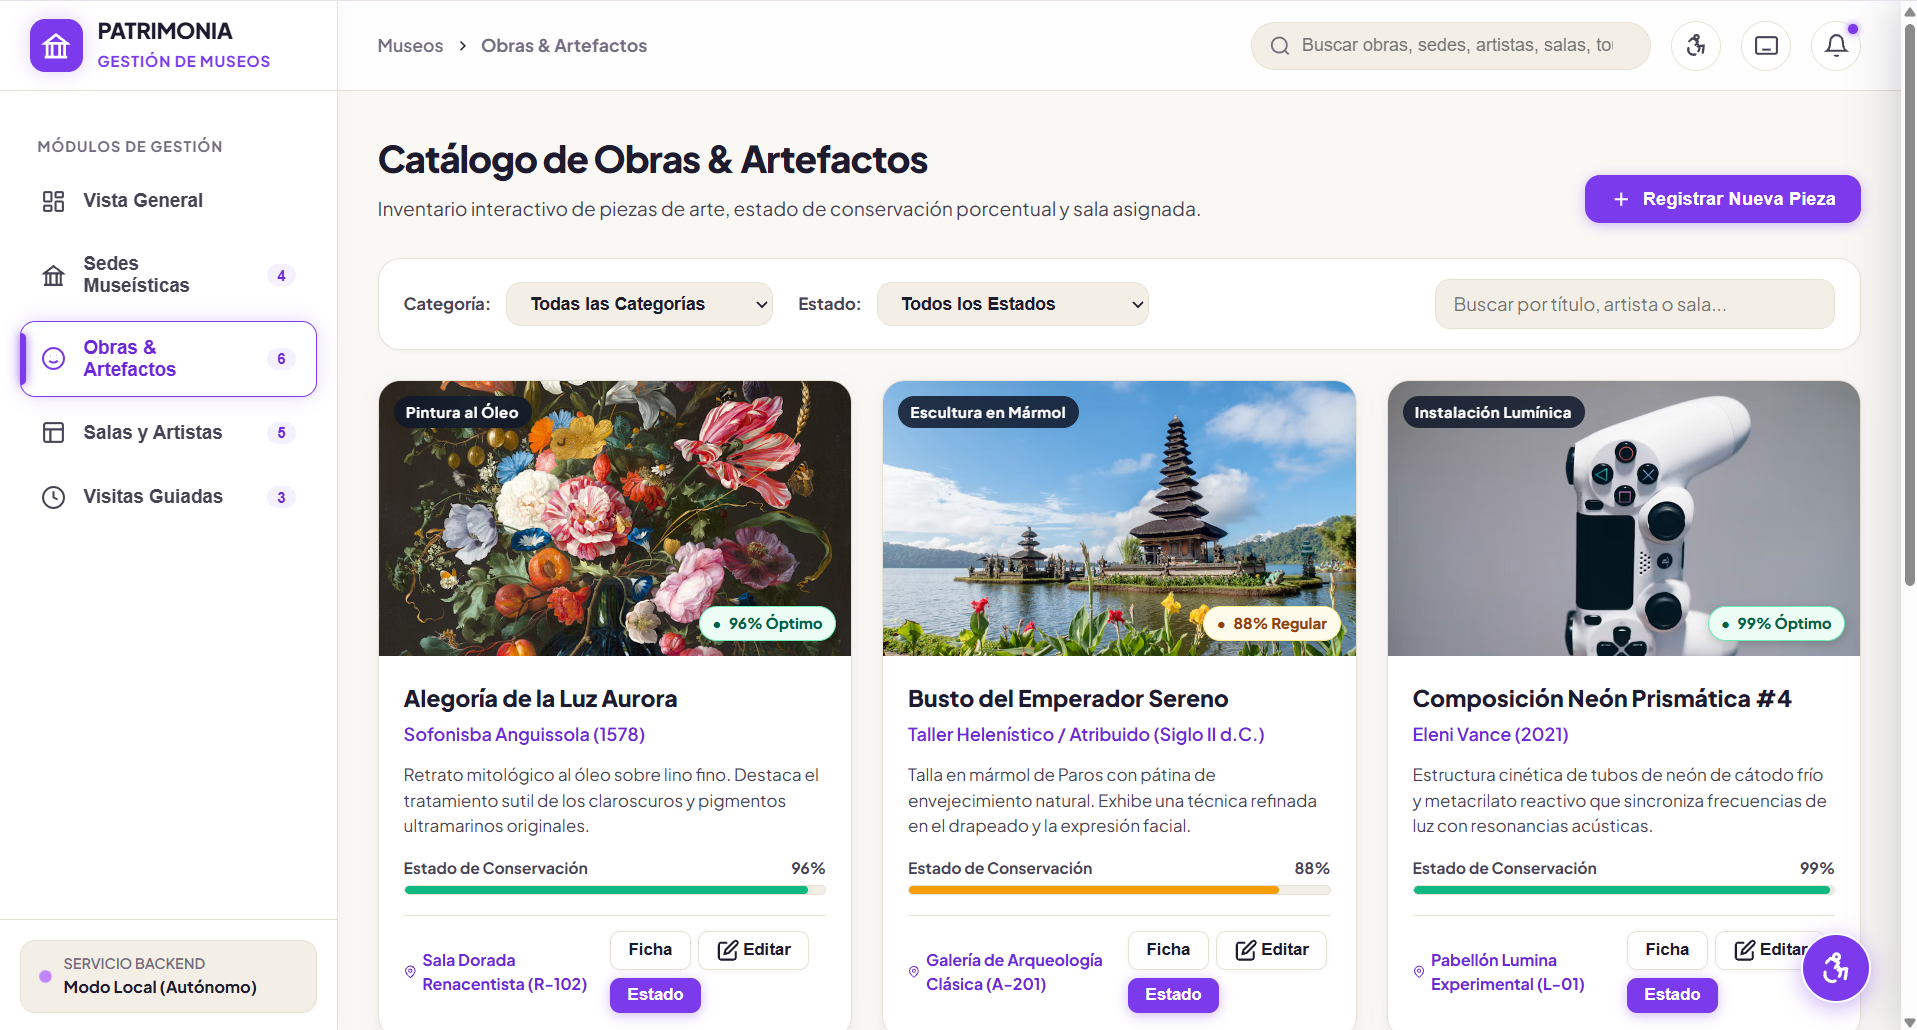 PATRIMONIA
GESTIÓN DE MUSEOS
Museos > Obras & Artefactos
Buscar obras, sedes, artistas, salas, to
MÓDULOS DE GESTIÓN
Vista General
Sedes
Museísticas
4
Obras &
Artefactos
6
Salas y Artistas
5
Visitas Guiadas
3
SERVICIO BACKEND
Modo Local (Autónomo)
Catálogo de Obras & Artefactos
Inventario interactivo de piezas de arte, estado de conservación porcentual y sala asignada.
+ Registrar Nueva Pieza
Categoría:
Todas las Categorías
Estado:
Todos los Estados
Buscar por título, artista o sala...
Pintura al Óleo
• 96% Óptimo
Alegoría de la Luz Aurora
Sofonisba Anguissola (1578)
Retrato mitológico al óleo sobre lino fino. Destaca el
tratamiento sutil de los claroscuros y pigmentos
ultramarinos originales.
Estado de Conservación
96%
Sala Dorada
Renacentista (R-102)
Ficha
Editar
Estado
Escultura en Mármol
• 88% Regular
Busto del Emperador Sereno
Taller Helenístico / Atribuido (Siglo II d.C.)
Talla en mármol de Paros con pátina de
envejecimiento natural. Exhibe una técnica refinada
en el drapeado y la expresión facial.
Estado de Conservación
88%
Galería de Arqueología
Clásica (A-201)
Ficha
Editar
Estado
Instalación Lumínica
• 99% Óptimo
Composición Neón Prismática #4
Eleni Vance (2021)
Estructura cinética de tubos de neón de cátodo frío
y metacrilato reactivo que sincroniza frecuencias de
luz con resonancias acústicas.
Estado de Conservación
99%
Pabellón Lumina
Experimental (L-01)
Ficha
Editar
Estado